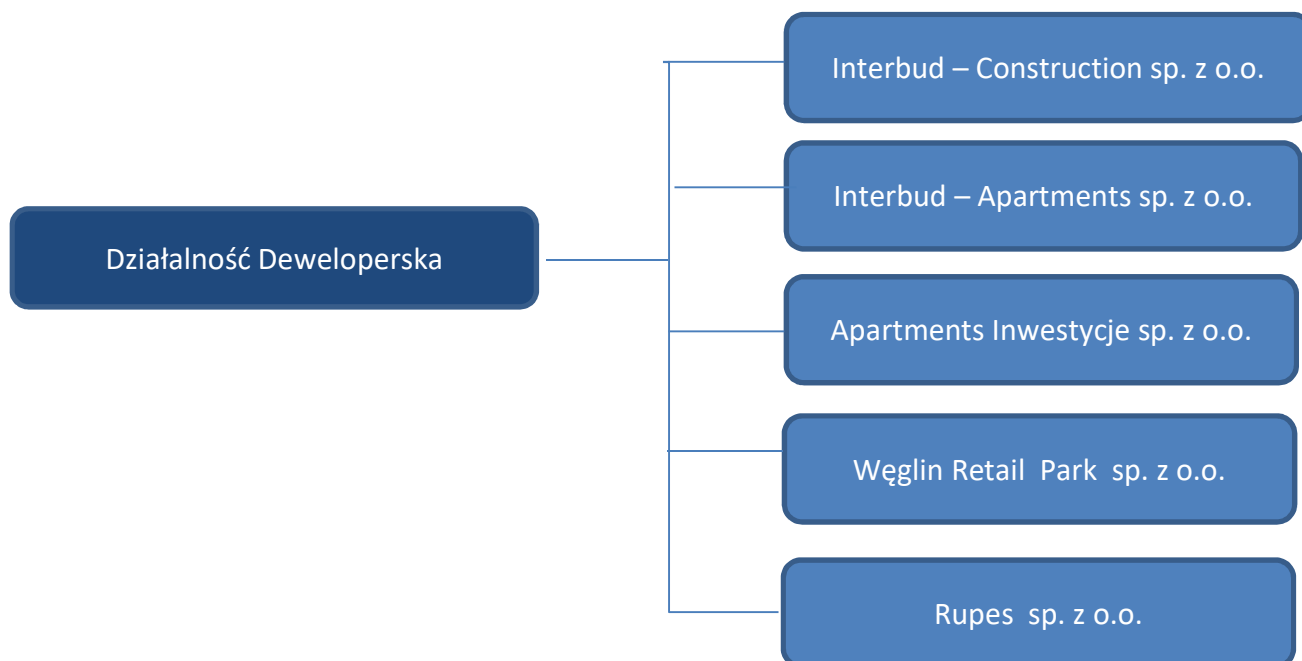 Interbud – Construction sp. z o.o.
Interbud – Apartments sp. z o.o.
Działalność Deweloperska
Apartments Inwestycje sp. z o.o.
Węglin Retail  Park  sp. z o.o.
Rupes  sp. z o.o.